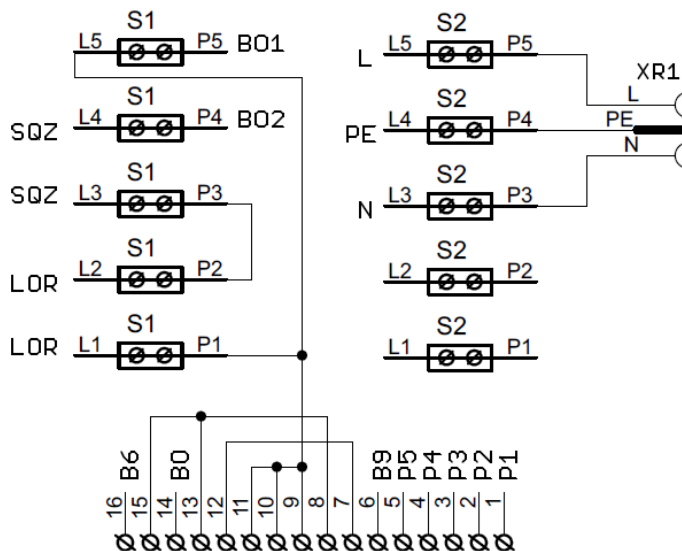 S1
L5 P5 BO1
S1
L4 P4 BO2
SQZ
S1
L3 P3
SQZ
S1
L2 P2
LOR
S1
L1 P1
LOR
S2
L5 P5
L
S2
L4 P4
PE
S2
L3 P3
N
S2
L2 P2
S2
L1 P1
XR1
L
PE
N
B6 BO B9 P5 P4 P3 P2 P1
16 15 14 13 12 11 10 9 8 7 6 5 4 3 2 1